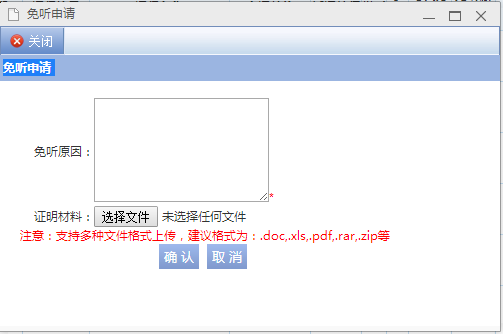 免听申请
关闭
免听申请
免听原因：
*
证明材料： 选择文件 未选择任何文件
注意：支持多种文件格式上传，建议格式为：.doc,.xls,.pdf,.rar,.zip等
确 认 取 消